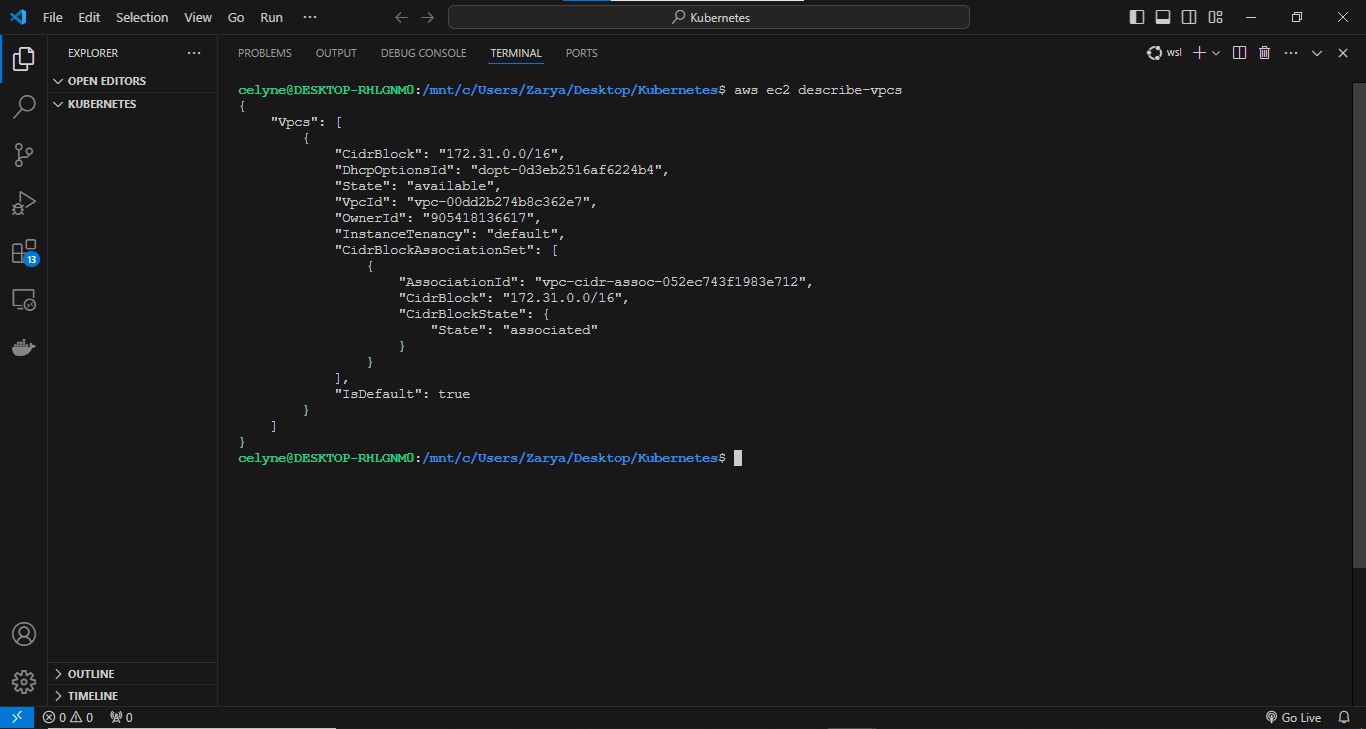 File Edit Selection View Go Run ···
Kubernetes
EXPLORER ···
OPEN EDITORS
KUBERNETES
13
OUTLINE
TIMELINE
PROBLEMS OUTPUT DEBUG CONSOLE TERMINAL PORTS
wsl
celyne@DESKTOP-RHLGNM0:/mnt/c/Users/Zarya/Desktop/Kubernetes$ aws ec2 describe-vpcs
{
    "Vpcs": [
        {
            "CidrBlock": "172.31.0.0/16",
            "DhcpOptionsId": "dopt-0d3eb2516af6224b4",
            "State": "available",
            "VpcId": "vpc-00dd2b274b8c362e7",
            "OwnerId": "905418136617",
            "InstanceTenancy": "default",
            "CidrBlockAssociationSet": [
                {
                    "AssociationId": "vpc-cidr-assoc-052ec743f1983e712",
                    "CidrBlock": "172.31.0.0/16",
                    "CidrBlockState": {
                        "State": "associated"
                    }
                }
            ],
            "IsDefault": true
        }
    ]
}
celyne@DESKTOP-RHLGNM0:/mnt/c/Users/Zarya/Desktop/Kubernetes$
0 0 0
Go Live